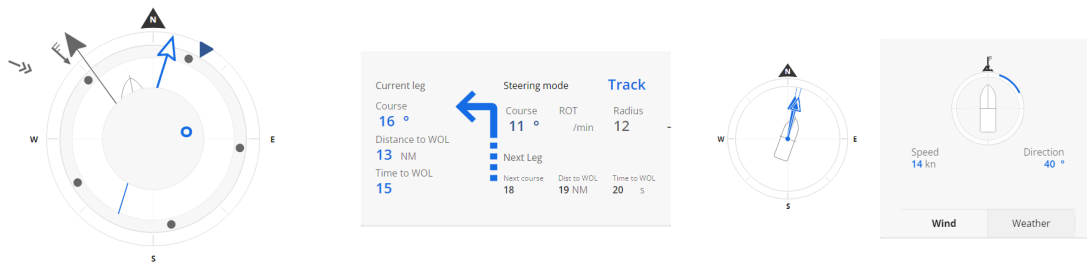 N
W
E
S
Current leg
Course
16 °
Distance to WOL
13 NM
Time to WOL
15
Steering mode
Track
Course
ROT
Radius
11 °
/min
12
Next Leg
Next course
Dist to WOL
Time to WOL
18
19 NM
20 s
N
W
E
S
N
Speed
14 kn
Direction
40 °
Wind
Weather